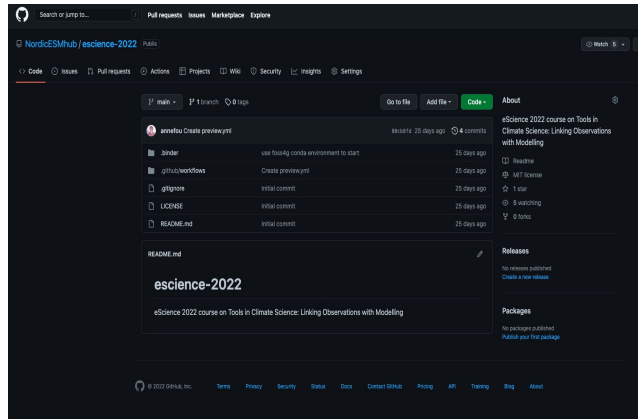 Search or jump to... /
Pull requests Issues Marketplace Explore
NordicESMhub / escience-2022 Public
Watch 5
Code Issues Pull requests Actions Projects Wiki Security Insights Settings
main 1 branch 0 tags
Go to file Add file Code
annefou Create preview.yml 25 days ago 4 commits
.binder use foss4g conda environment to start 25 days ago
.github/workflows Create preview.yml 25 days ago
.gitignore Initial commit 25 days ago
LICENSE Initial commit 25 days ago
README.md Initial commit 25 days ago
README.md
escience-2022
eScience 2022 course on Tools in Climate Science: Linking Observations with Modelling
About
eScience 2022 course on Tools in
Climate Science: Linking Observations
with Modelling
Readme
MIT license
1 star
5 watching
0 forks
Releases
No releases published
Create a new release
Packages
No packages published
Publish your first package
© 2022 GitHub, Inc. Terms Privacy Security Status Docs Contact GitHub Pricing API Training Blog About